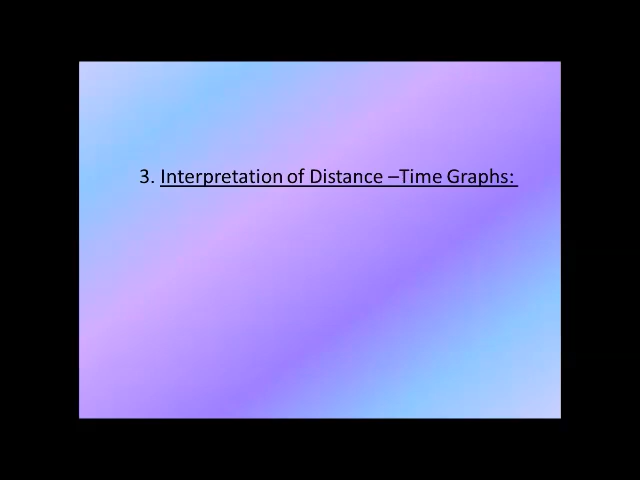 3. Interpretation of Distance –Time Graphs: